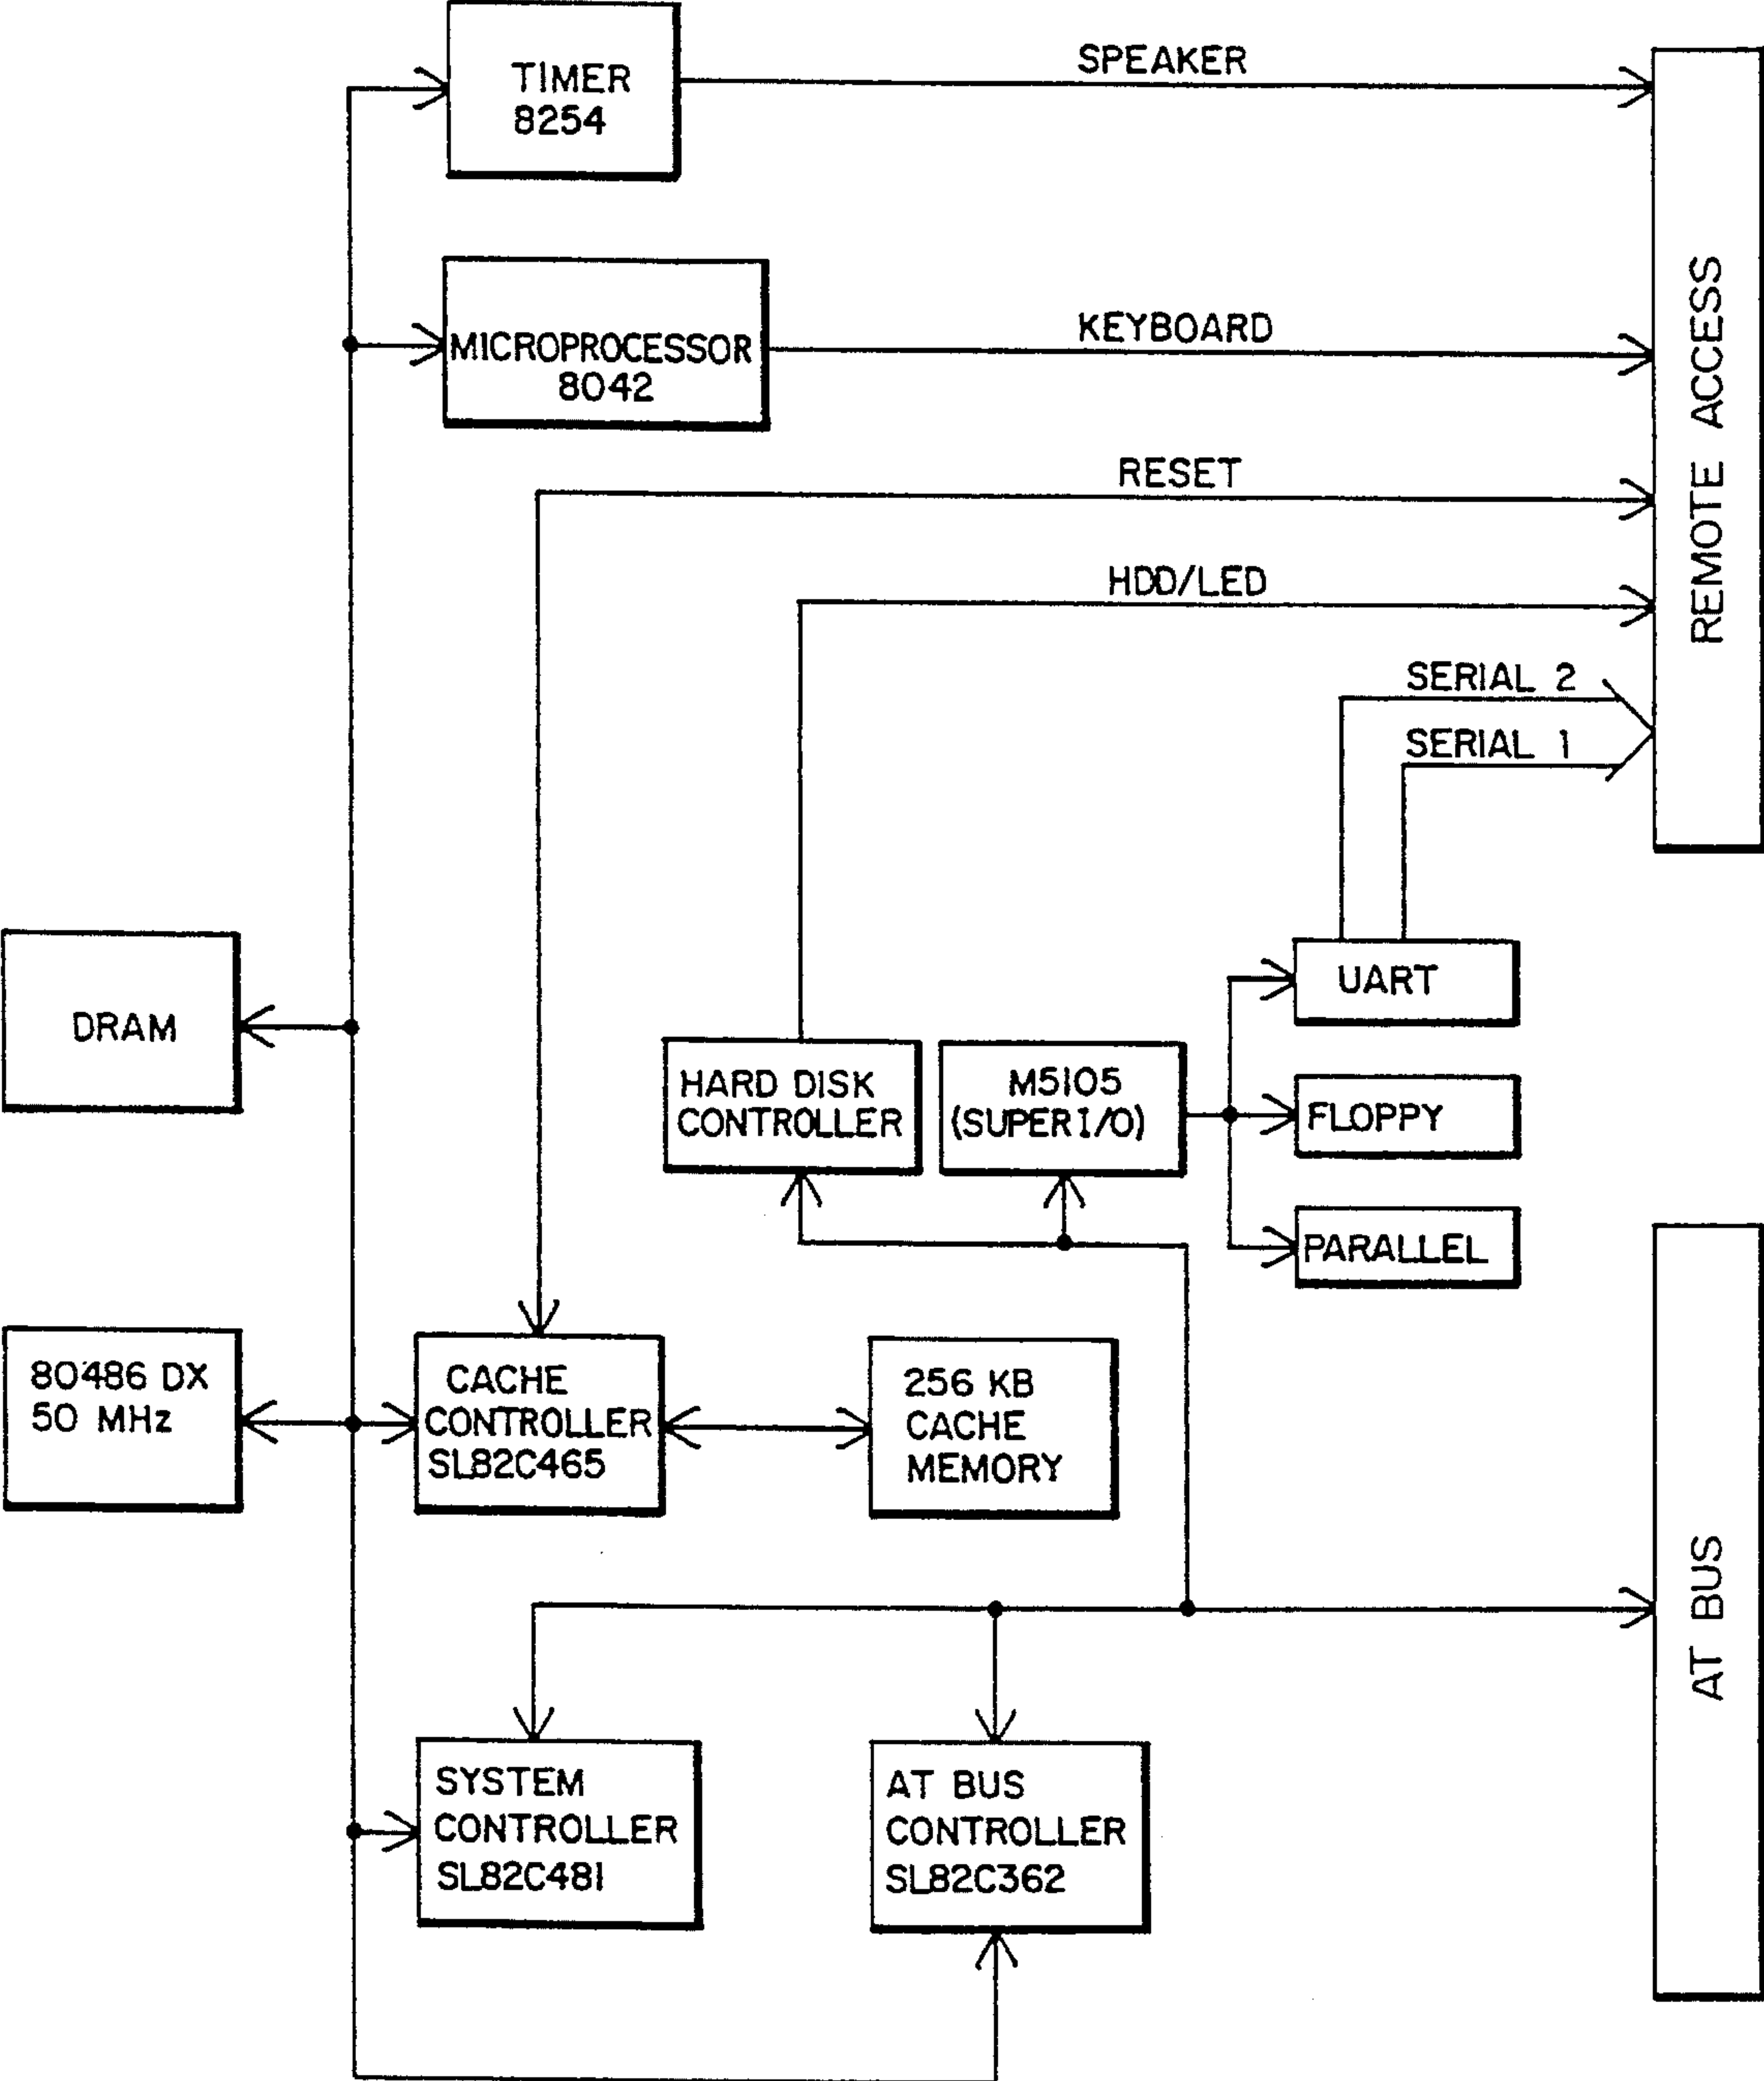 TIMER
8254
SPEAKER
MICROPROCESSOR
8042
KEYBOARD
RESET
HDD/LED
SERIAL 2
SERIAL 1
REMOTE ACCESS
DRAM
HARD DISK
CONTROLLER
M5105
(SUPER I/O)
UART
FLOPPY
PARALLEL
80486 DX
50 MHz
CACHE
CONTROLLER
SL82C465
256 KB
CACHE
MEMORY
AT BUS
SYSTEM
CONTROLLER
SL82C481
AT BUS
CONTROLLER
SL82C362